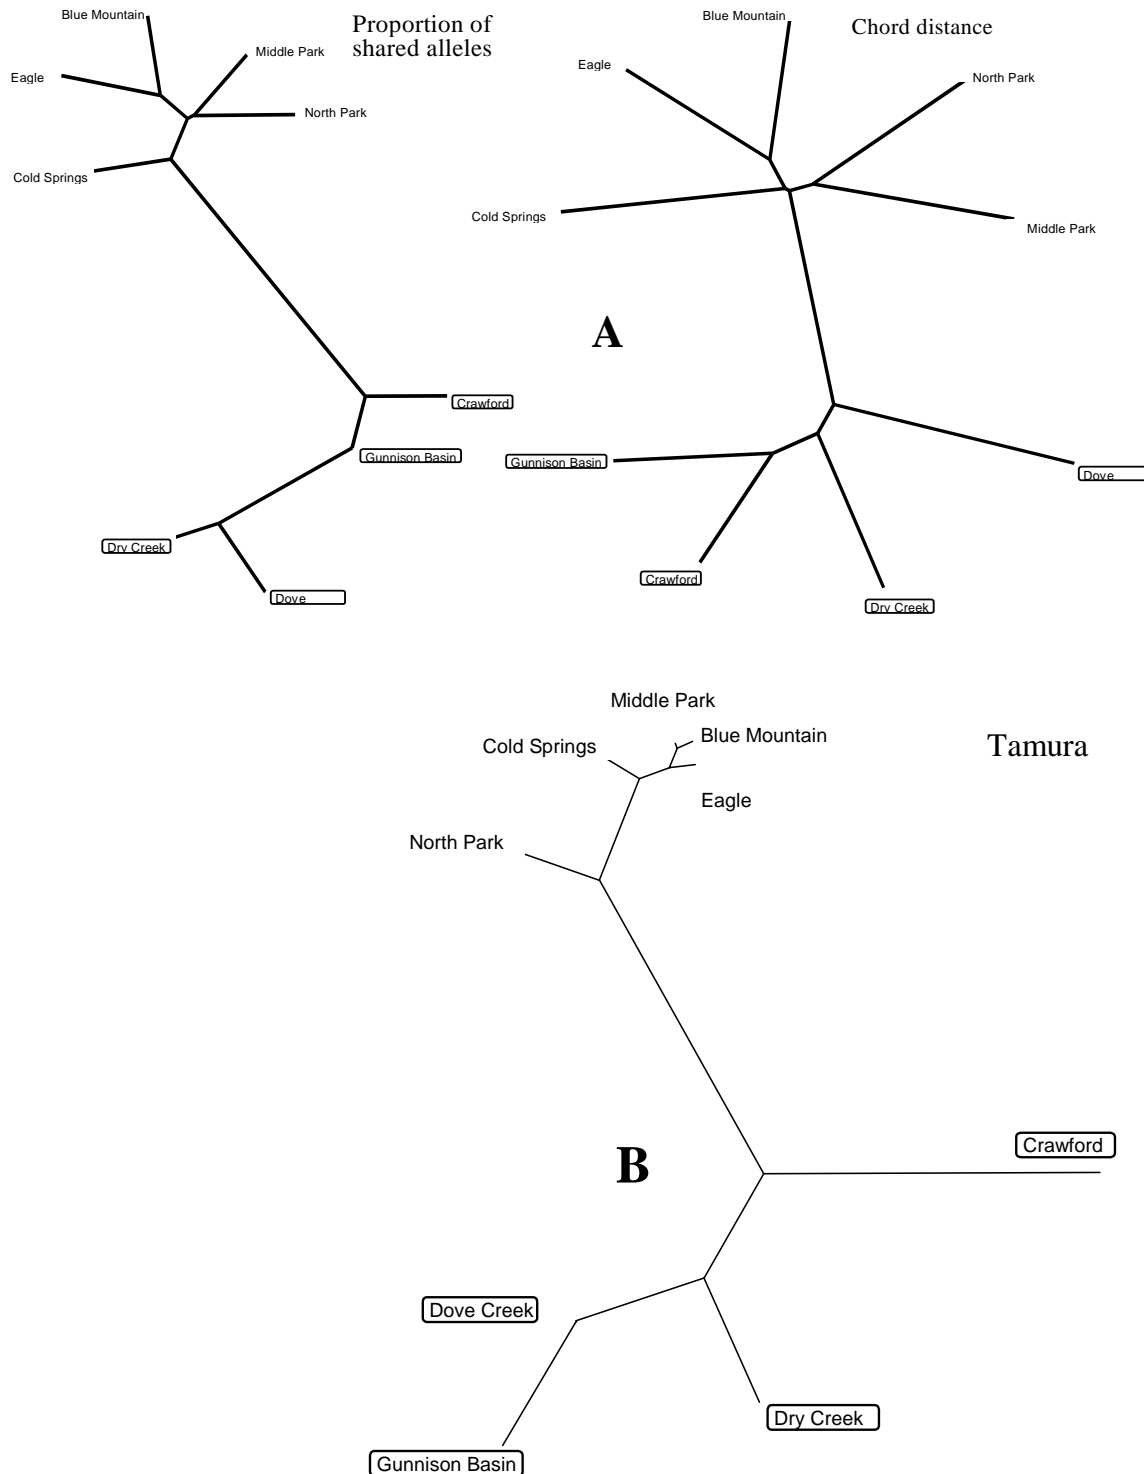 Blue Mountain
Proportion of
shared alleles
Middle Park
Eagle
North Park
Cold Springs
Crawford
Gunnison Basin
Dry Creek
Dove
Blue Mountain
Chord distance
Eagle
North Park
Cold Springs
Middle Park
A
Gunnison Basin
Dove
Crawford
Dry Creek
Middle Park
Blue Mountain
Cold Springs
Tamura
Eagle
North Park
B
Crawford
Dove Creek
Dry Creek
Gunnison Basin